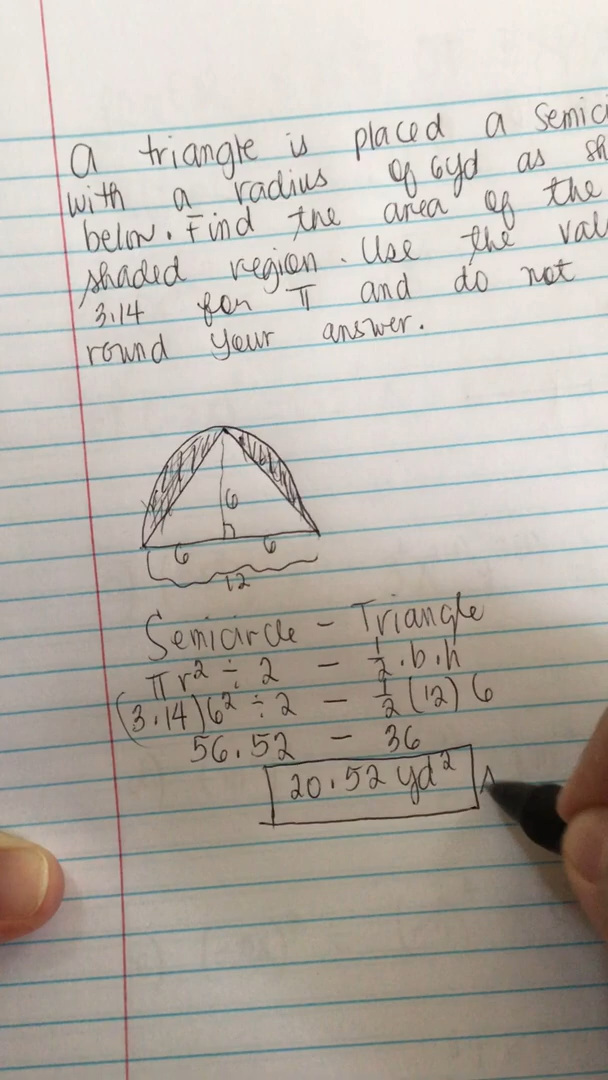 A triangle is placed a semici
with a radius of 6yd as sh
below. Find the area of the
shaded region. Use the val
3.14 for π and do not
round your answer.
6
6 6
12
Semicircle - Triangle
πr² ÷ 2 - 1/2 · b · h
(3.14)6² ÷ 2 - 1/2 (12) 6
56.52 - 36
20.52 yd²